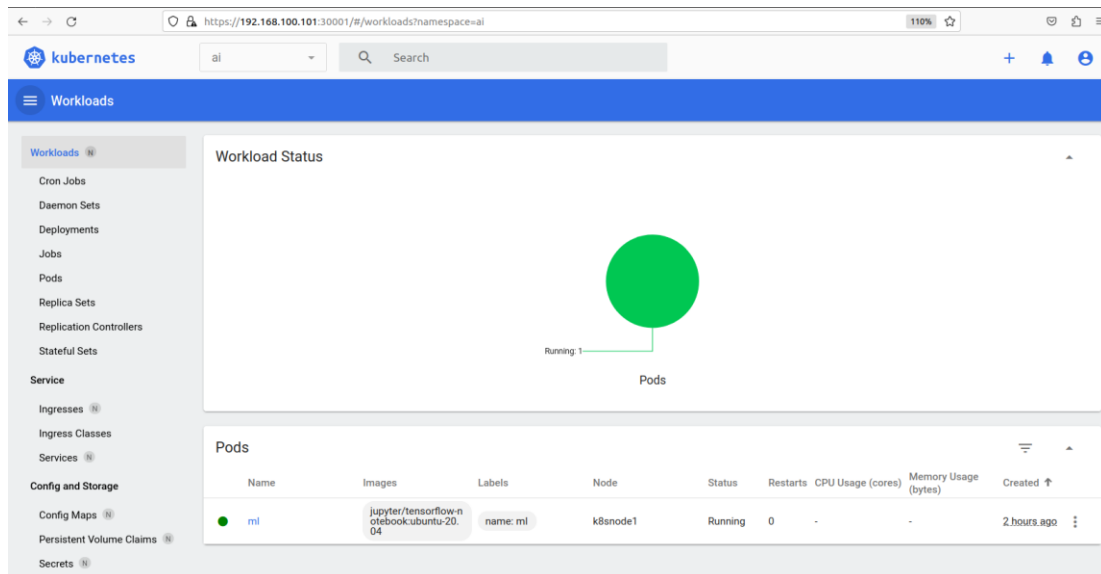 https://192.168.100.101:30001/#/workloads?namespace=ai
110%
kubernetes
ai
Search
Workloads
Workloads N
Cron Jobs
Daemon Sets
Deployments
Jobs
Pods
Replica Sets
Replication Controllers
Stateful Sets
Service
Ingresses N
Ingress Classes
Services N
Config and Storage
Config Maps N
Persistent Volume Claims N
Secrets N
Workload Status
Running: 1
Pods
Pods
Name Images Labels Node Status Restarts CPU Usage (cores) Memory Usage (bytes) Created
ml jupyter/tensorflow-n
otebook:ubuntu-20.
04 name: ml k8snode1 Running 0 - - 2 hours ago